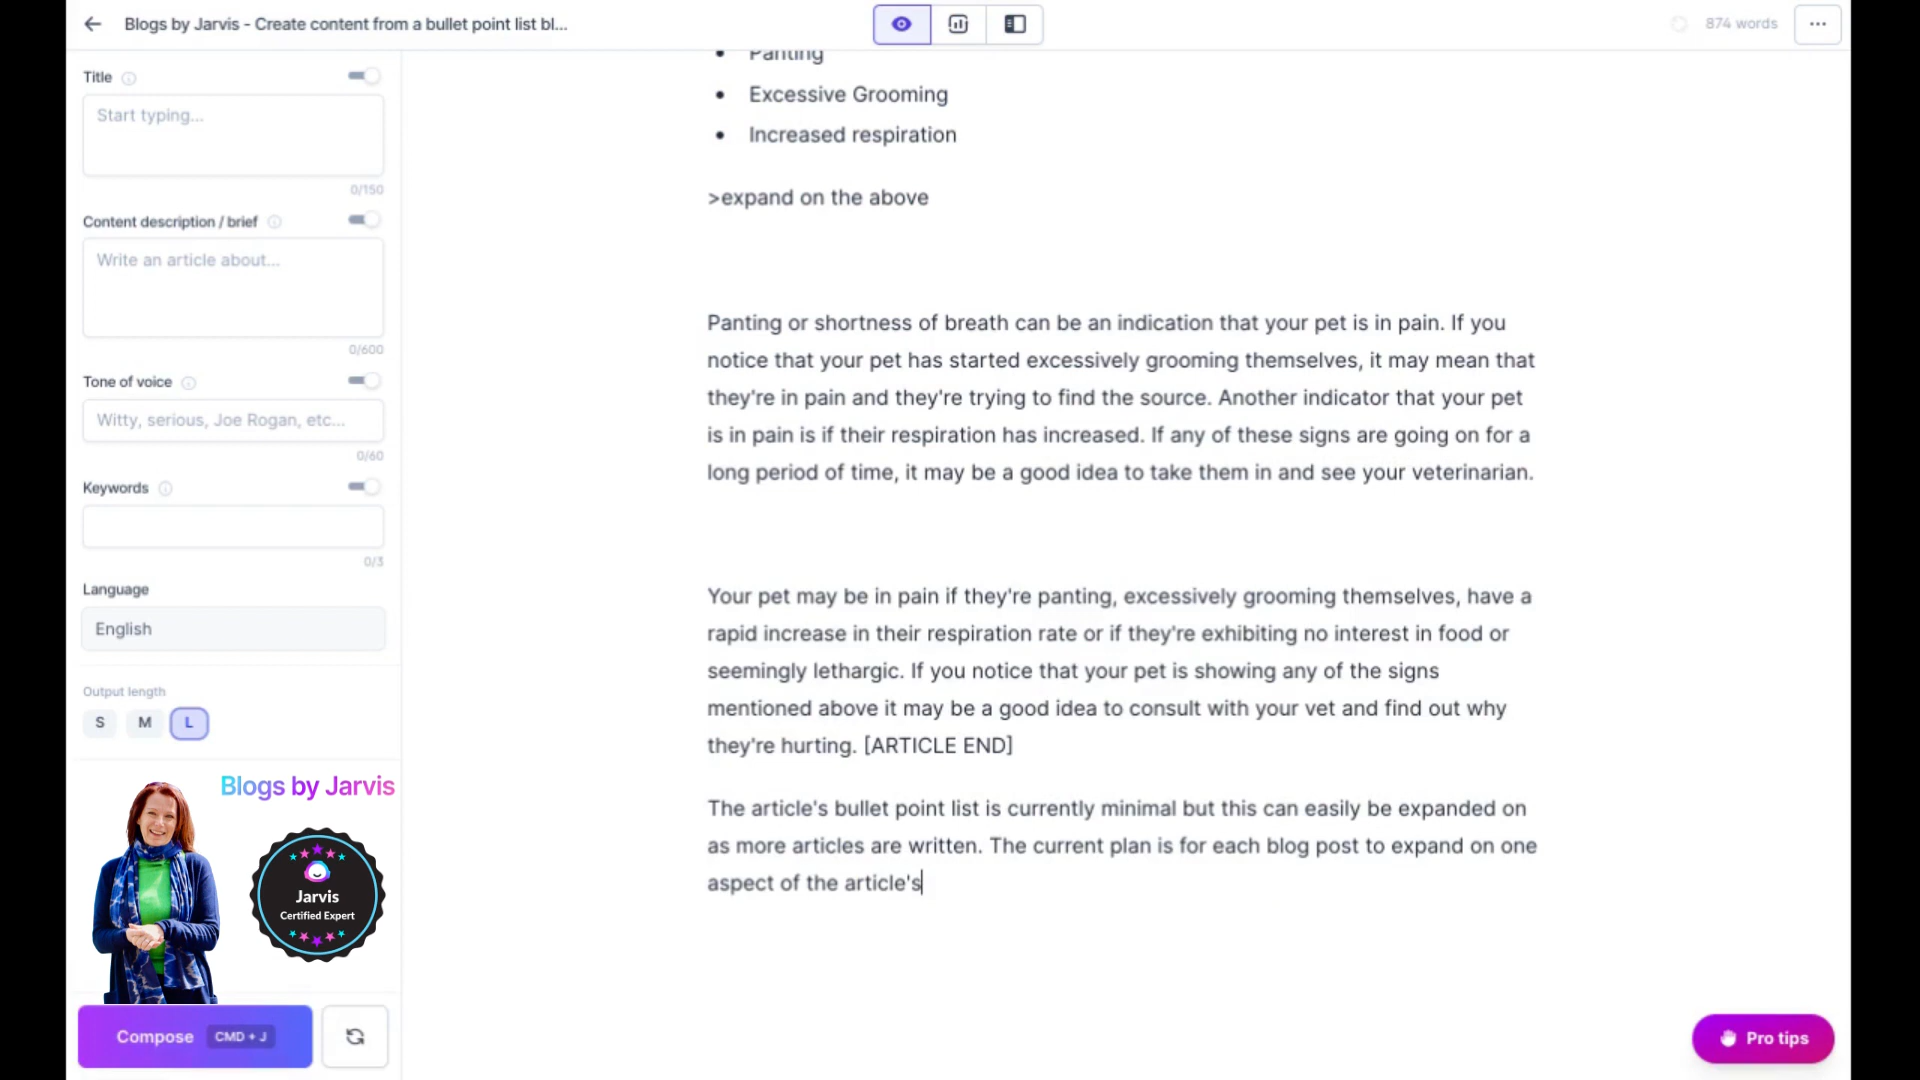 Blogs by Jarvis - Create content from a bullet point list bl...
874 words
Title
Start typing...
0/150
Content description / brief
Write an article about...
0/600
Tone of voice
Witty, serious, Joe Rogan, etc...
0/60
Keywords
0/3
Language
English
Output length
S M L
Blogs by Jarvis
Jarvis
Certified Expert
Compose CMD + J
Panting
Excessive Grooming
Increased respiration
>expand on the above
Panting or shortness of breath can be an indication that your pet is in pain. If you
notice that your pet has started excessively grooming themselves, it may mean that
they're in pain and they're trying to find the source. Another indicator that your pet
is in pain is if their respiration has increased. If any of these signs are going on for a
long period of time, it may be a good idea to take them in and see your veterinarian.
Your pet may be in pain if they're panting, excessively grooming themselves, have a
rapid increase in their respiration rate or if they're exhibiting no interest in food or
seemingly lethargic. If you notice that your pet is showing any of the signs
mentioned above it may be a good idea to consult with your vet and find out why
they're hurting. [ARTICLE END]
The article's bullet point list is currently minimal but this can easily be expanded on
as more articles are written. The current plan is for each blog post to expand on one
aspect of the article's
Pro tips